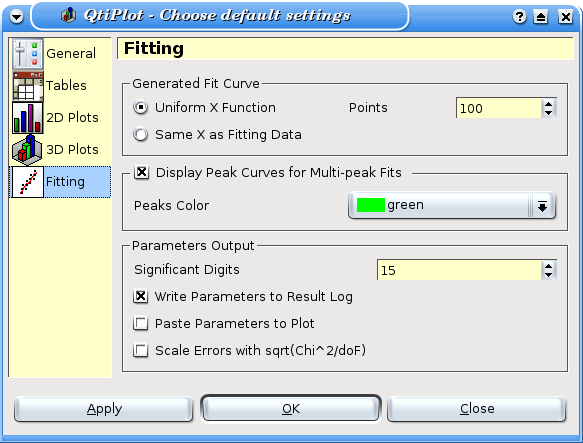 QtiPlot - Choose default settings
General
Tables
2D Plots
3D Plots
Fitting
Fitting
Generated Fit Curve
Uniform X Function Points 100
Same X as Fitting Data
Display Peak Curves for Multi-peak Fits
Peaks Color green
Parameters Output
Significant Digits 15
Write Parameters to Result Log
Paste Parameters to Plot
Scale Errors with sqrt(Chi^2/doF)
Apply OK Close